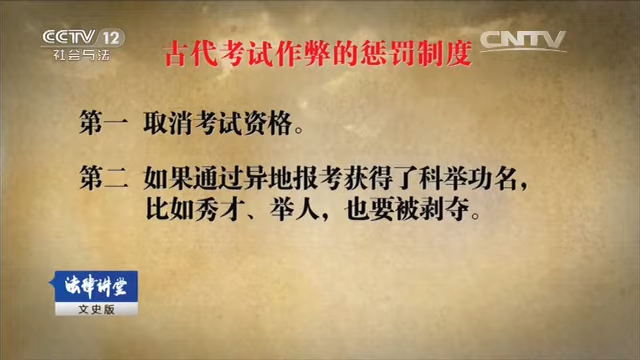 CCTV 12
社会与法
CNTV
古代考试作弊的惩罚制度
第一 取消考试资格。
第二 如果通过异地报考获得了科举功名，
比如秀才、举人，也要被剥夺。
法律讲堂
文史版